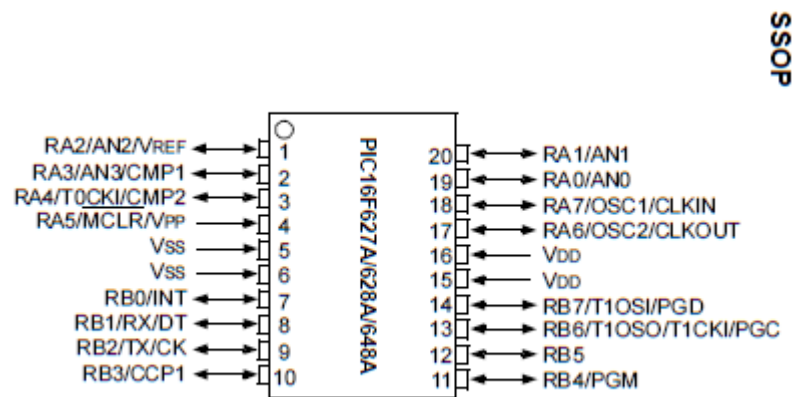 SSOP
RA2/AN2/VREF 1
RA3/AN3/CMP1 2
RA4/T0CKI/CMP2 3
RA5/MCLR/VPP 4
VSS 5
VSS 6
RB0/INT 7
RB1/RX/DT 8
RB2/TX/CK 9
RB3/CCP1 10
PIC16F627A/628A/648A
20 RA1/AN1
19 RA0/AN0
18 RA7/OSC1/CLKIN
17 RA6/OSC2/CLKOUT
16 VDD
15 VDD
14 RB7/T1OSI/PGD
13 RB6/T1OSO/T1CKI/PGC
12 RB5
11 RB4/PGM